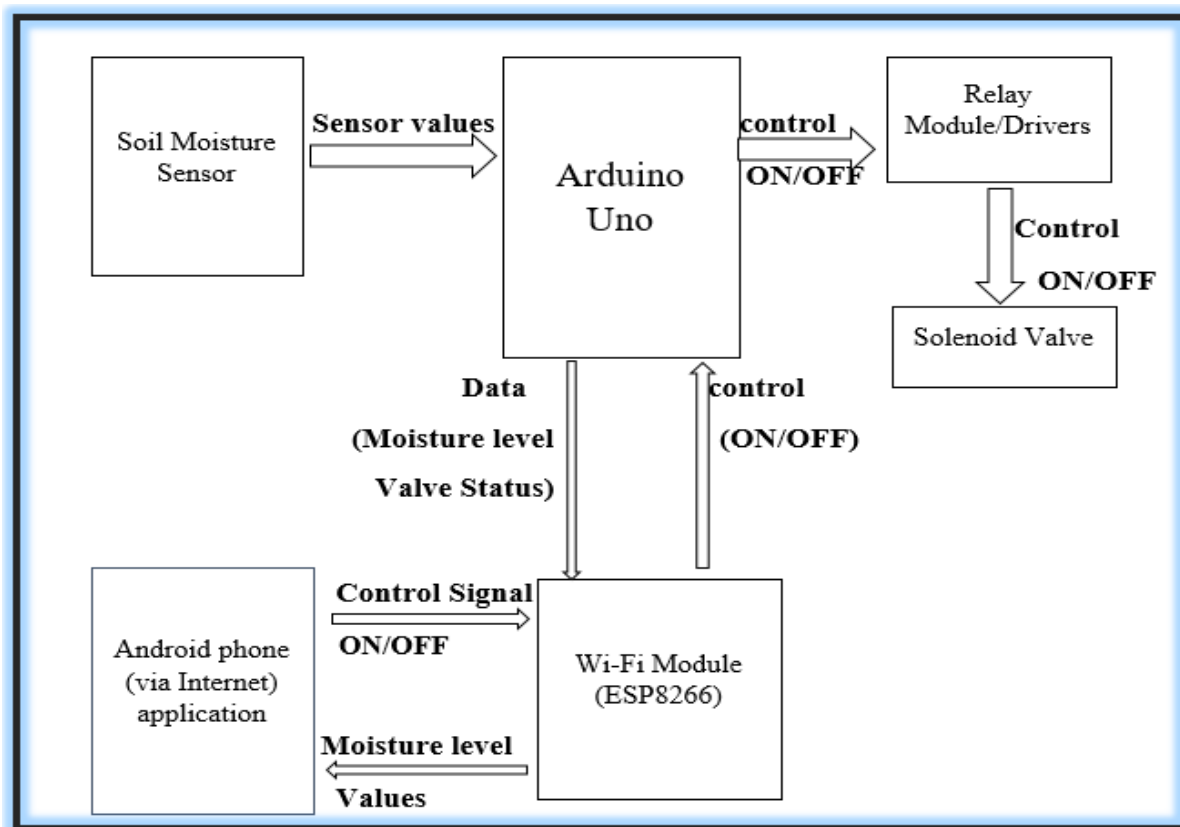 Soil Moisture
Sensor
Sensor values
Arduino
Uno
control
ON/OFF
Relay
Module/Drivers
Control
ON/OFF
Solenoid Valve
Data
(Moisture level
Valve Status)
control
(ON/OFF)
Android phone
(via Internet)
application
Control Signal
ON/OFF
Moisture level
Values
Wi-Fi Module
(ESP8266)